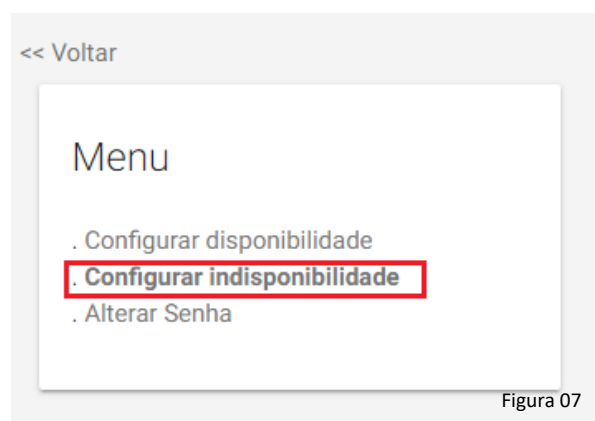 << Voltar
Menu
. Configurar disponibilidade
. Configurar indisponibilidade
. Alterar Senha
Figura 07